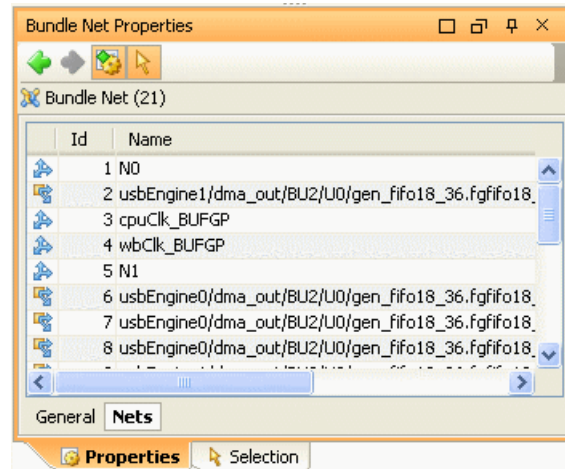 Bundle Net Properties
Bundle Net (21)
Id Name
1 N0
2 usbEngine1/dma_out/BU2/U0/gen_fifo18_36.fgfifo18_
3 cpuClk_BUFGP
4 wbClk_BUFGP
5 N1
6 usbEngine0/dma_out/BU2/U0/gen_fifo18_36.fgfifo18_
7 usbEngine0/dma_out/BU2/U0/gen_fifo18_36.fgfifo18_
8 usbEngine0/dma_out/BU2/U0/gen_fifo18_36.fgfifo18_
General Nets
Properties Selection